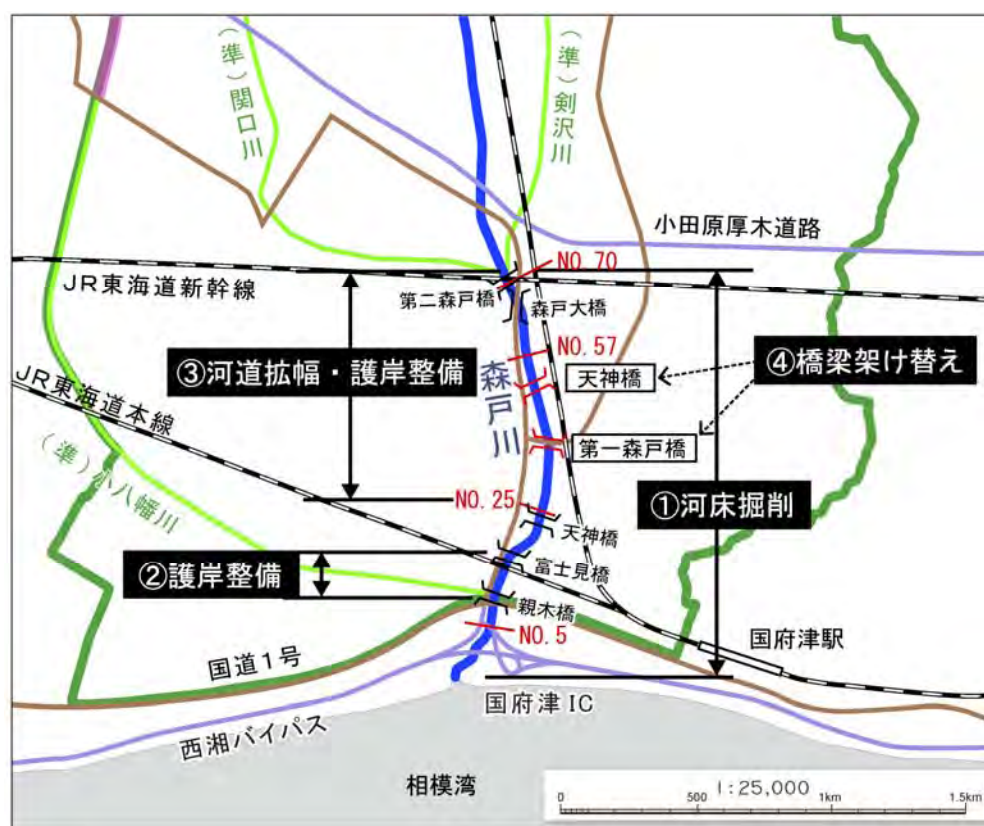 (準)関口川
(準)剣沢川
小田原厚木道路
NO. 70
JR東海道新幹線
第二森戸橋
森戸大橋
NO.57
③河道拡幅・護岸整備
④橋梁架け替え
天神橋
森戸川
JR東海道本線
第一森戸橋
(準)小八幡川
NO.25
①河床掘削
天神橋
②護岸整備
富士見橋
親木橋
NO.5
国府津駅
国道1号
国府津 IC
西湘バイパス
相模湾
1:25,000
0 500 1km 1.5km